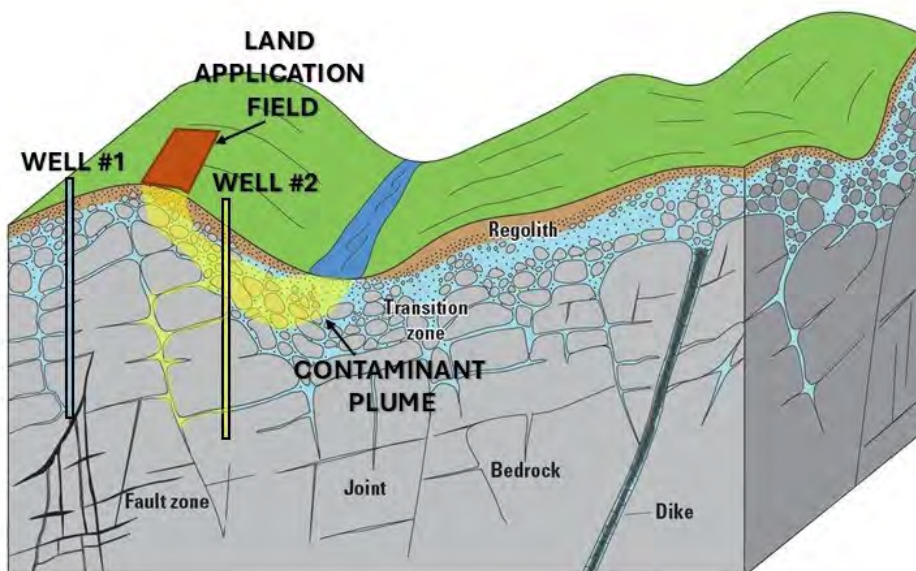 LAND
APPLICATION
FIELD
WELL #1
WELL #2
Regolith
Transition
zone
CONTAMINANT
PLUME
Bedrock
Fault zone
Joint
Dike